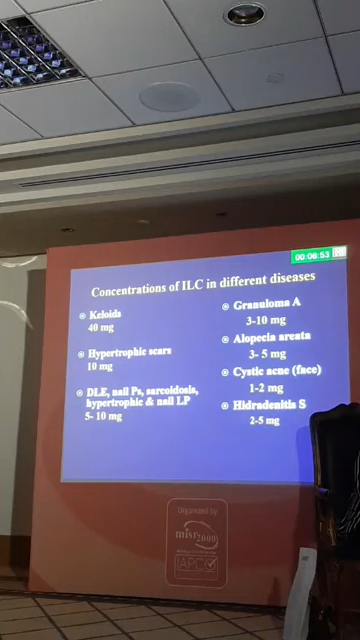 00:06:53
Concentrations of ILC in different diseases
Keloids
40 mg
Hypertrophic scars
10 mg
DLE, nail Ps, sarcoidosis,
hypertrophic & nail LP
5- 10 mg
Granuloma A
3-10 mg
Alopecia areata
3- 5 mg
Cystic acne (face)
1-2 mg
Hidradenitis S
2-5 mg
Organized by
misr2000
IAPCO